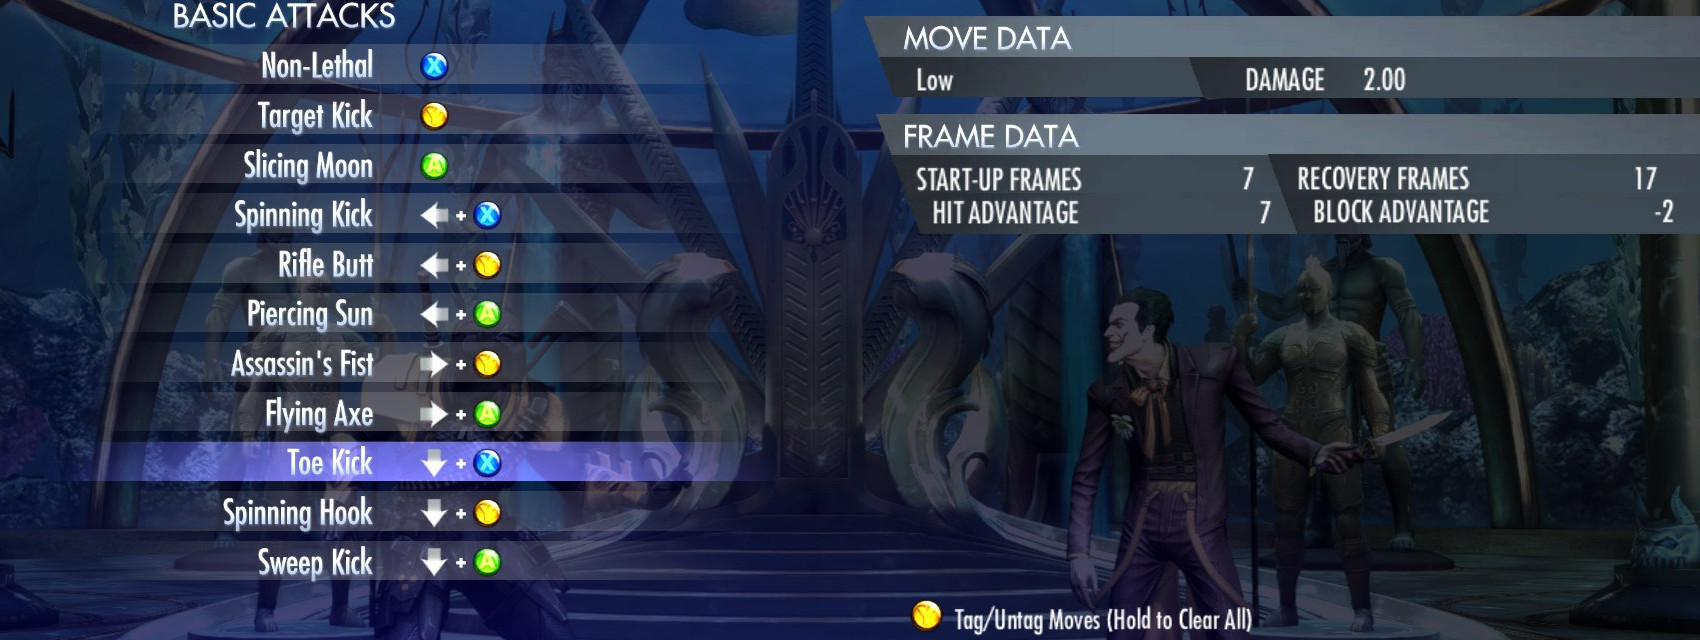 BASIC ATTACKS
Non-Lethal X
Target Kick Y
Slicing Moon A
Spinning Kick ← + X
Rifle Butt ← + Y
Piercing Sun ← + A
Assassin's Fist → + Y
Flying Axe → + A
Toe Kick ↓ + X
Spinning Hook ↓ + Y
Sweep Kick ↓ + A
MOVE DATA
Low DAMAGE 2.00
FRAME DATA
START-UP FRAMES 7 RECOVERY FRAMES 17
HIT ADVANTAGE 7 BLOCK ADVANTAGE -2
Y Tag/Untag Moves (Hold to Clear All)